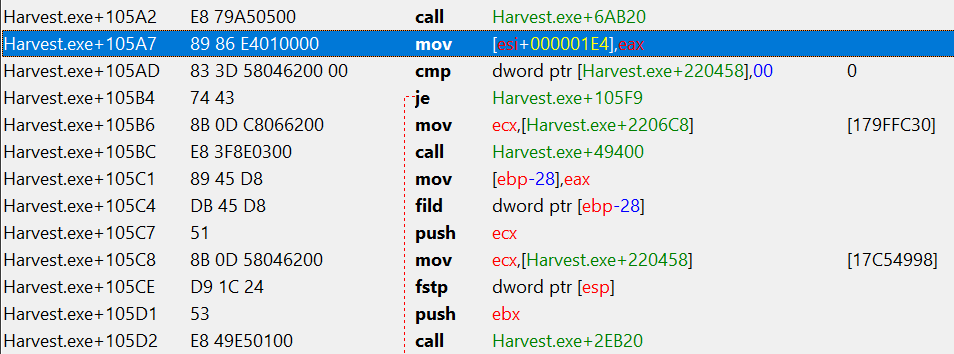 Harvest.exe+105A2 E8 79A50500 call Harvest.exe+6AB20
Harvest.exe+105A7 89 86 E4010000 mov [esi+000001E4],eax
Harvest.exe+105AD 83 3D 58046200 00 cmp dword ptr [Harvest.exe+220458],00 0
Harvest.exe+105B4 74 43 je Harvest.exe+105F9
Harvest.exe+105B6 8B 0D C8066200 mov ecx,[Harvest.exe+2206C8] [179FFC30]
Harvest.exe+105BC E8 3F8E0300 call Harvest.exe+49400
Harvest.exe+105C1 89 45 D8 mov [ebp-28],eax
Harvest.exe+105C4 DB 45 D8 fild dword ptr [ebp-28]
Harvest.exe+105C7 51 push ecx
Harvest.exe+105C8 8B 0D 58046200 mov ecx,[Harvest.exe+220458] [17C54998]
Harvest.exe+105CE D9 1C 24 fstp dword ptr [esp]
Harvest.exe+105D1 53 push ebx
Harvest.exe+105D2 E8 49E50100 call Harvest.exe+2EB20